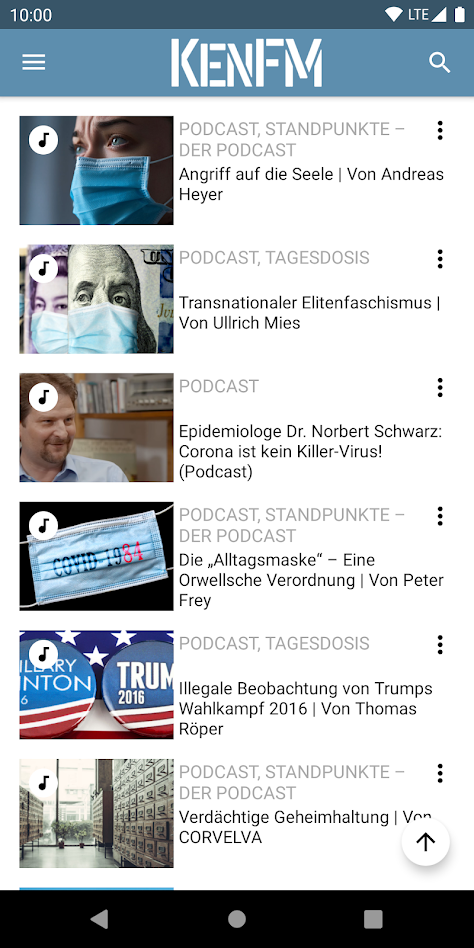 10:00
LTE
KENFM
PODCAST, STANDPUNKTE –
DER PODCAST
Angriff auf die Seele | Von Andreas
Heyer
PODCAST, TAGESDOSIS
Transnationaler Elitenfaschismus |
Von Ullrich Mies
PODCAST
Epidemiologe Dr. Norbert Schwarz:
Corona ist kein Killer-Virus!
(Podcast)
COVID 1984
PODCAST, STANDPUNKTE –
DER PODCAST
Die „Alltagsmaske“ – Eine
Orwellsche Verordnung | Von Peter
Frey
TRUM
2016
PODCAST, TAGESDOSIS
Illegale Beobachtung von Trumps
Wahlkampf 2016 | Von Thomas
Röper
PODCAST, STANDPUNKTE –
DER PODCAST
Verdächtige Geheimhaltung | Von
CORVELVA